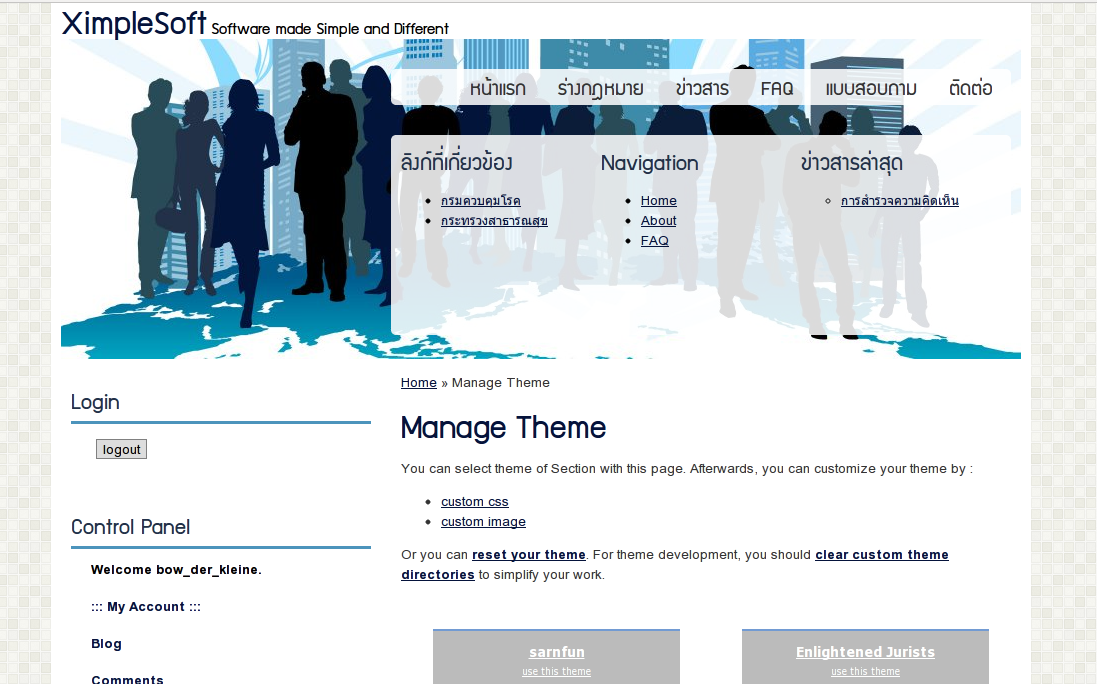 XimpleSoft Software made Simple and Different
หน้าแรก ร่างกฎหมาย ข่าวสาร FAQ แบบสอบถาม ติดต่อ
ลิงก์ที่เกี่ยวข้อง
กรมควบคุมโรค
กระทรวงสาธารณสุข
Navigation
Home
About
FAQ
ข่าวสารล่าสุด
การสำรวจความคิดเห็น
Login
logout
Control Panel
Welcome bow_der_kleine.
::: My Account :::
Blog
Comments
Home » Manage Theme
Manage Theme
You can select theme of Section with this page. Afterwards, you can customize your theme by :
custom css
custom image
Or you can reset your theme. For theme development, you should clear custom theme
directories to simplify your work.
sarnfun
use this theme
Enlightened Jurists
use this theme